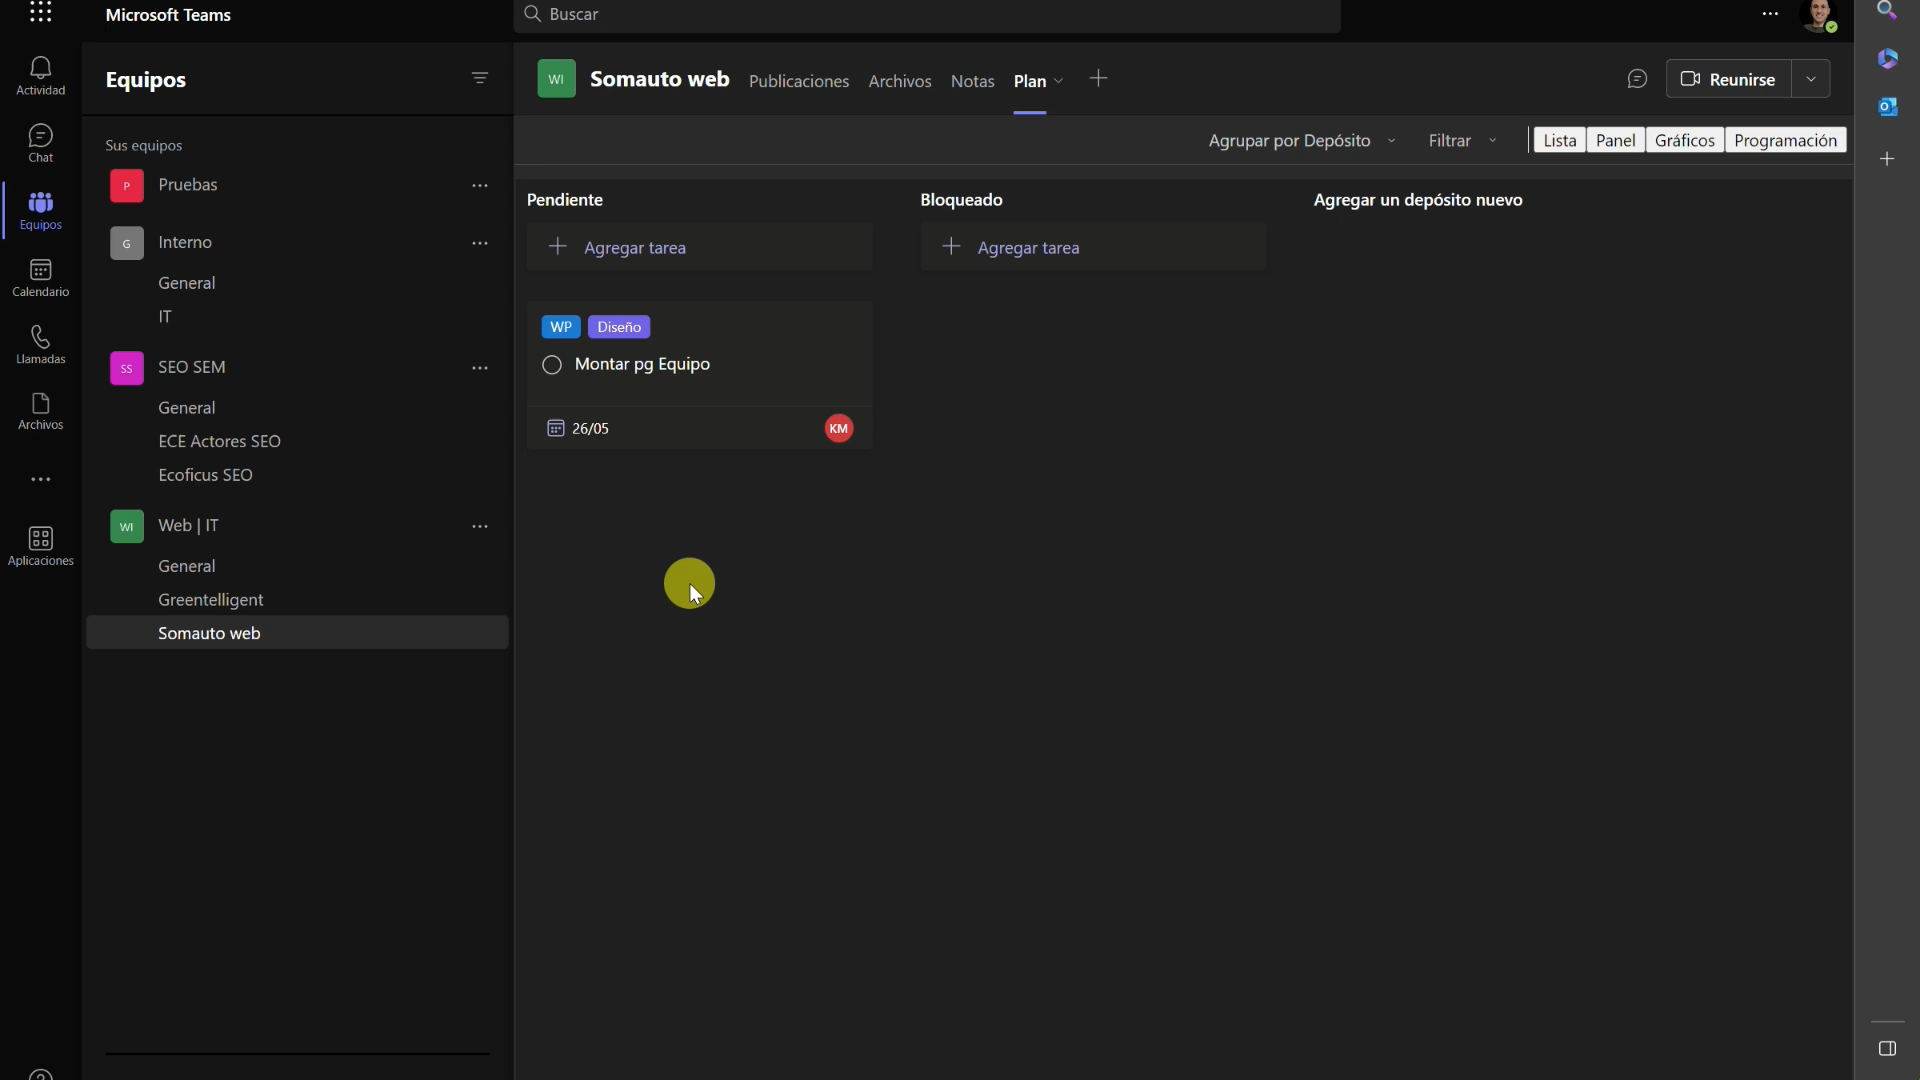 Microsoft Teams
Buscar
Actividad
Chat
Equipos
Calendario
Llamadas
Archivos
Aplicaciones
Equipos
Sus equipos
P Pruebas
G Interno
General
IT
SS SEO SEM
General
ECE Actores SEO
Ecoficus SEO
WI Web | IT
General
Greentelligent
Somauto web
WI Somauto web Publicaciones Archivos Notas Plan
Reunirse
Agrupar por Depósito Filtrar Lista Panel Gráficos Programación
Pendiente
Agregar tarea
WP Diseño
Montar pg Equipo
26/05 KM
Bloqueado
Agregar tarea
Agregar un depósito nuevo